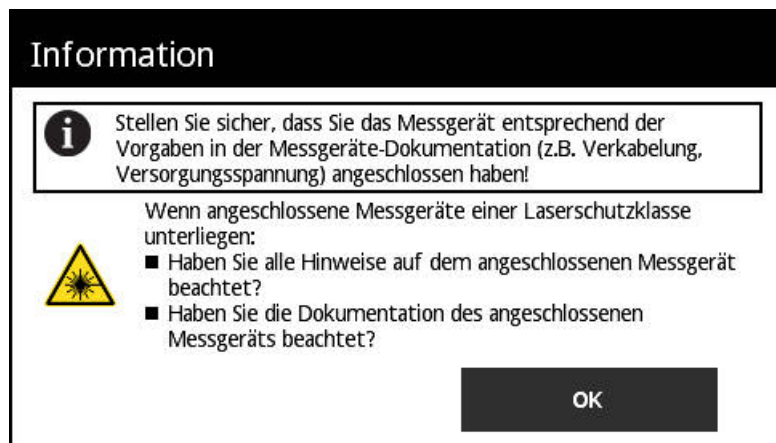 Information
Stellen Sie sicher, dass Sie das Messgerät entsprechend der
Vorgaben in der Messgeräte-Dokumentation (z.B. Verkabelung,
Versorgungsspannung) angeschlossen haben!
Wenn angeschlossene Messgeräte einer Laserschutzklasse
unterliegen:
■ Haben Sie alle Hinweise auf dem angeschlossenen Messgerät
beachtet?
■ Haben Sie die Dokumentation des angeschlossenen
Messgeräts beachtet?
OK